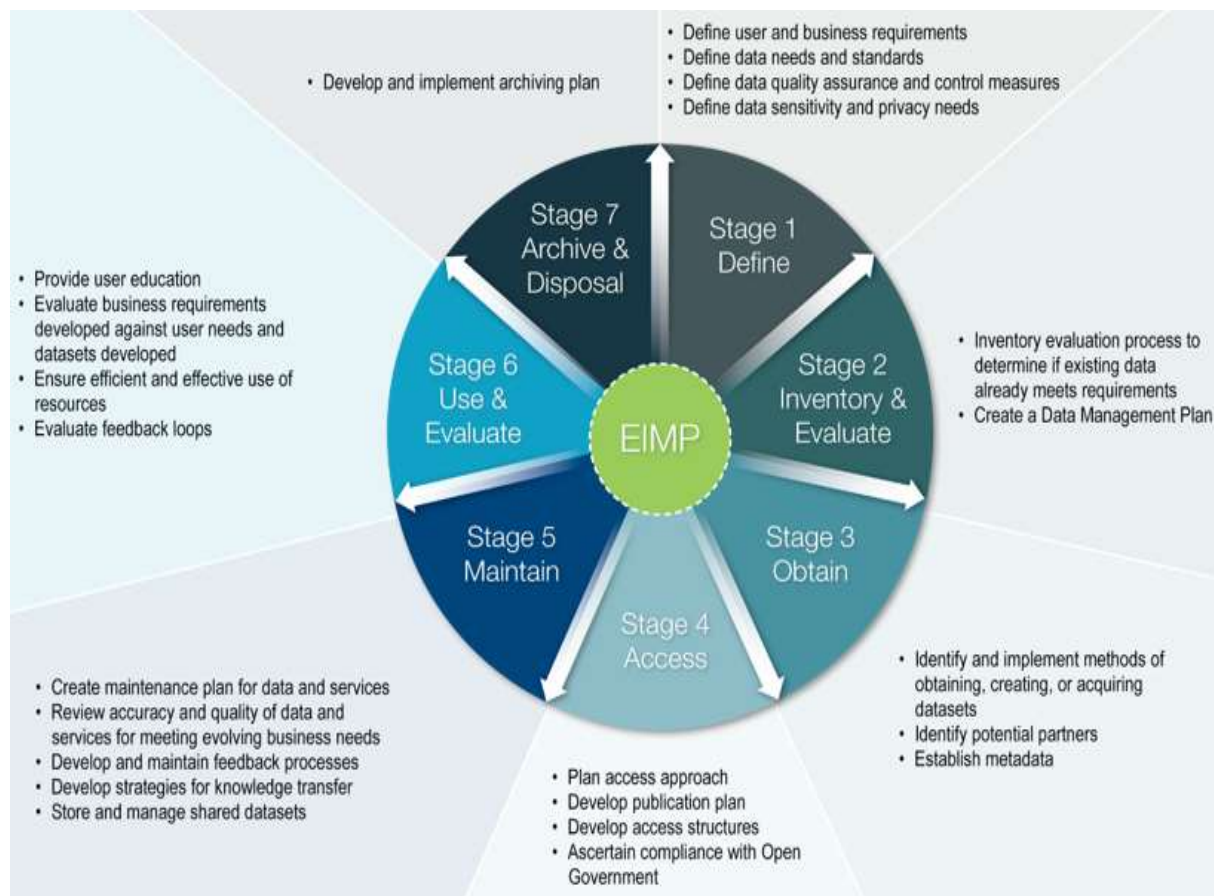 • Define user and business requirements
• Define data needs and standards
• Define data quality assurance and control measures
• Define data sensitivity and privacy needs
• Develop and implement archiving plan
Stage 7
Archive &
Disposal
Stage 1
Define
• Provide user education
• Evaluate business requirements
developed against user needs and
datasets developed
• Ensure efficient and effective use of
resources
• Evaluate feedback loops
Stage 6
Use &
Evaluate
EIMP
Stage 2
Inventory &
Evaluate
• Inventory evaluation process to
determine if existing data
already meets requirements
• Create a Data Management Plan
Stage 5
Maintain
Stage 3
Obtain
Stage 4
Access
• Create maintenance plan for data and services
• Review accuracy and quality of data and
services for meeting evolving business needs
• Develop and maintain feedback processes
• Develop strategies for knowledge transfer
• Store and manage shared datasets
• Plan access approach
• Develop publication plan
• Develop access structures
• Ascertain compliance with Open
Government
• Identify and implement methods of
obtaining, creating, or acquiring
datasets
• Identify potential partners
• Establish metadata